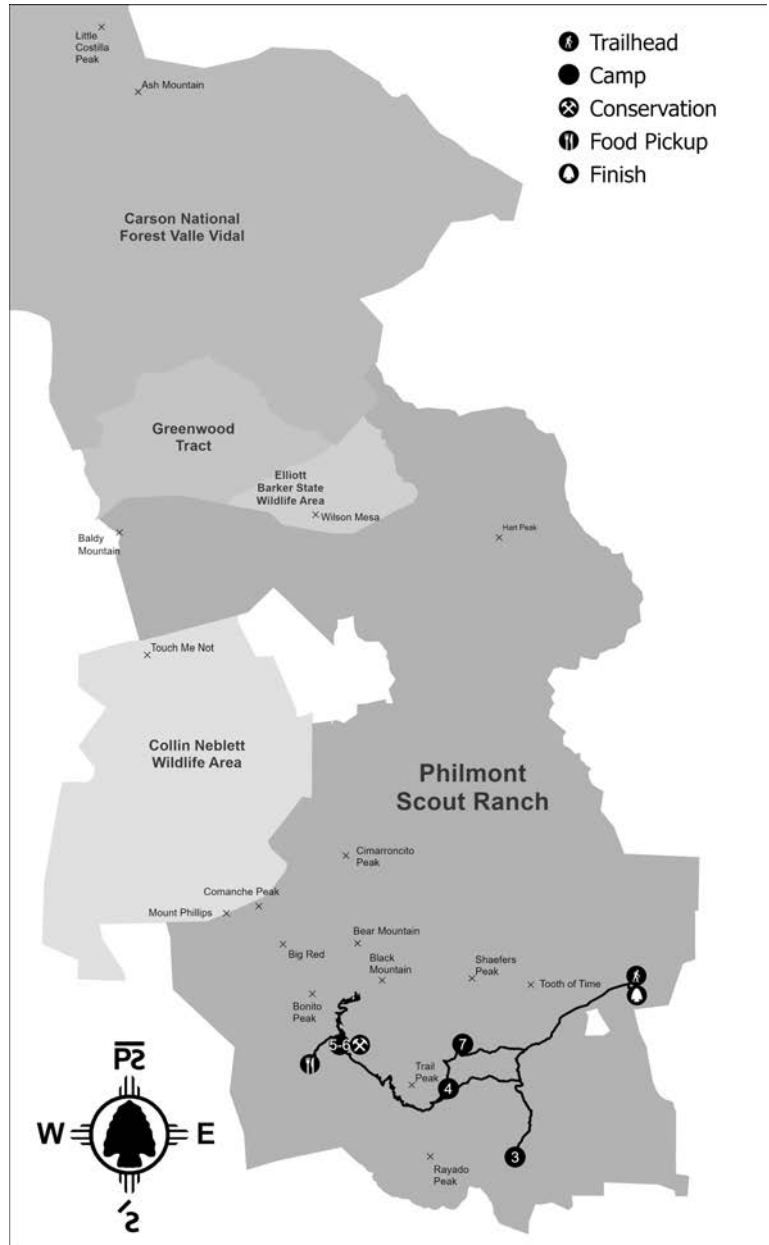 Little
Costilla
Peak
Ash Mountain
Trailhead
Camp
Conservation
Food Pickup
Finish
Carson National
Forest Valle Vidal
Greenwood
Tract
Elliott
Barker State
Wildlife Area
Wilson Mesa
Hart Peak
Baldy
Mountain
Touch Me Not
Collin Neblett
Wildlife Area
Philmont
Scout Ranch
Cimarroncito
Peak
Comanche Peak
Mount Phillips
Bear Mountain
Big Red
Black
Mountain
Shaefers
Peak
Tooth of Time
Bonito
Peak
5-6
7
Trail
Peak
4
3
Rayado
Peak
W
E